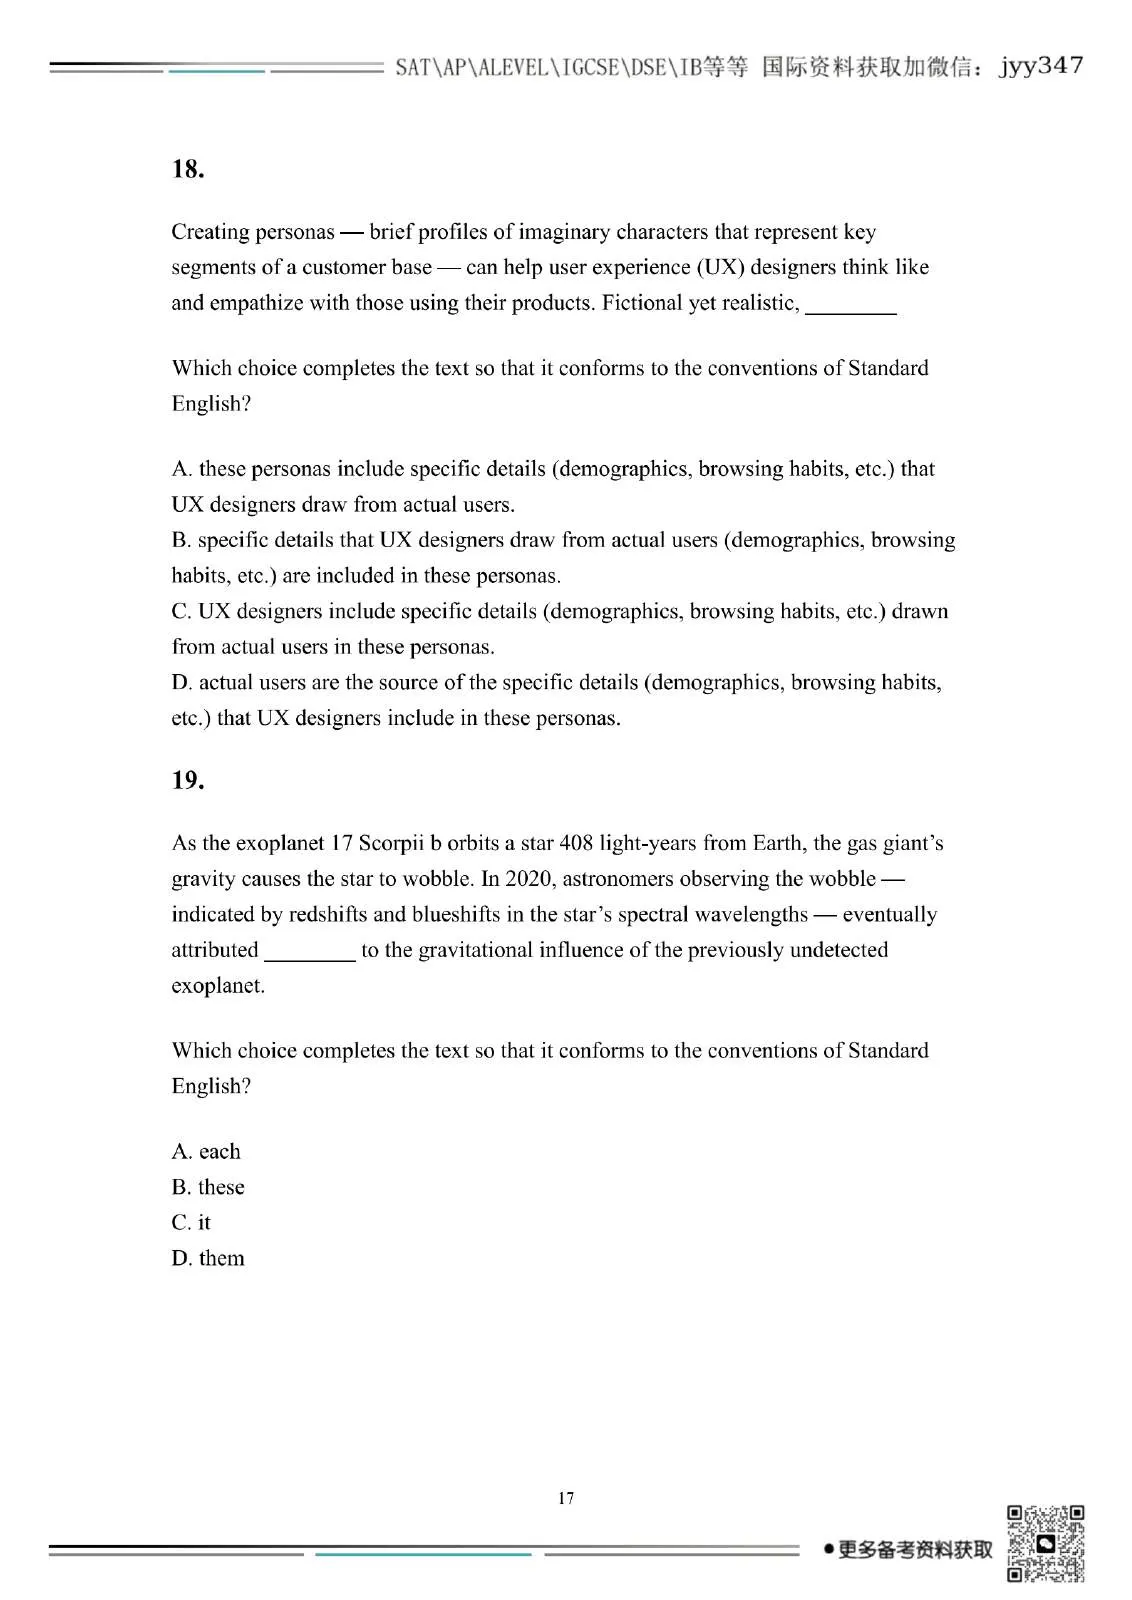 SAT\AP\ALEVEL\IGCSE\DSE\IB等等 国际资料获取加微信：jyy347
18.
Creating personas — brief profiles of imaginary characters that represent key
segments of a customer base — can help user experience (UX) designers think like
and empathize with those using their products. Fictional yet realistic, ________
Which choice completes the text so that it conforms to the conventions of Standard
English?
A. these personas include specific details (demographics, browsing habits, etc.) that
UX designers draw from actual users.
B. specific details that UX designers draw from actual users (demographics, browsing
habits, etc.) are included in these personas.
C. UX designers include specific details (demographics, browsing habits, etc.) drawn
from actual users in these personas.
D. actual users are the source of the specific details (demographics, browsing habits,
etc.) that UX designers include in these personas.
19.
As the exoplanet 17 Scorpii b orbits a star 408 light-years from Earth, the gas giant’s
gravity causes the star to wobble. In 2020, astronomers observing the wobble —
indicated by redshifts and blueshifts in the star’s spectral wavelengths — eventually
attributed ________ to the gravitational influence of the previously undetected
exoplanet.
Which choice completes the text so that it conforms to the conventions of Standard
English?
A. each
B. these
C. it
D. them
17
●更多备考资料获取